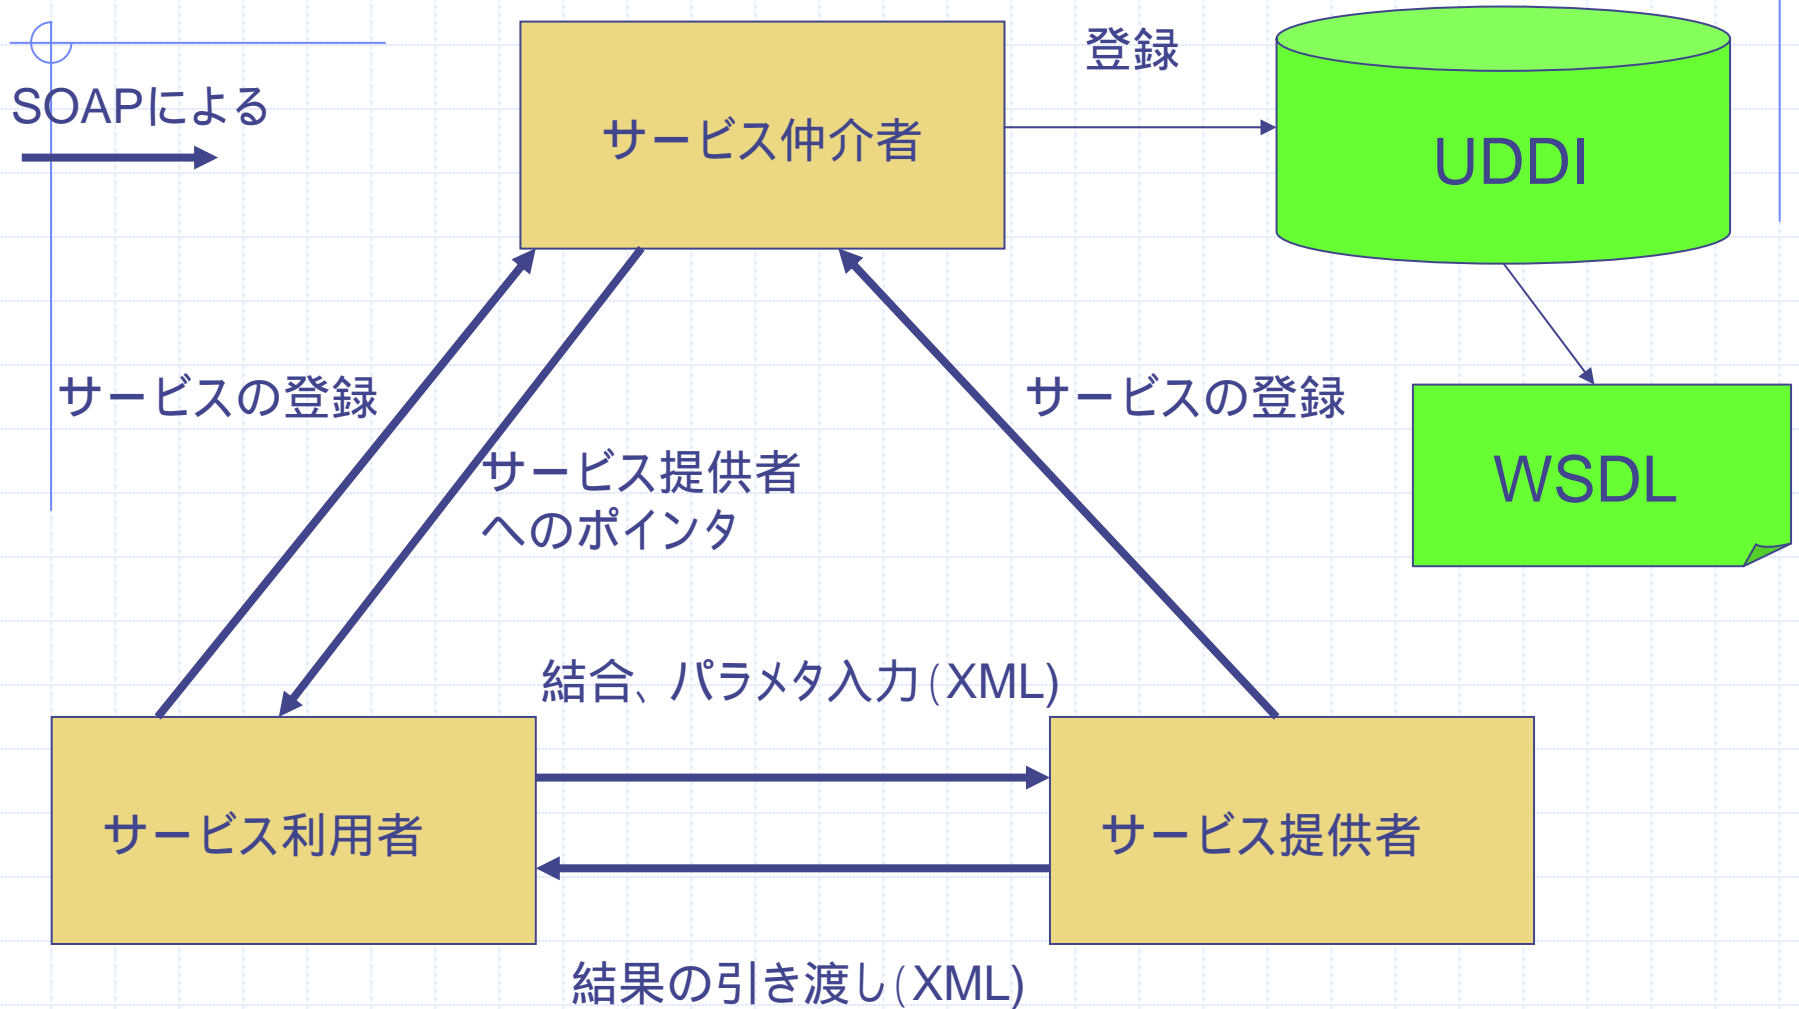 SOAPによる
サービス仲介者
登録
UDDI
サービスの登録
サービス提供者
へのポインタ
サービスの登録
WSDL
結合、パラメタ入力(XML)
サービス利用者
サービス提供者
結果の引き渡し(XML)